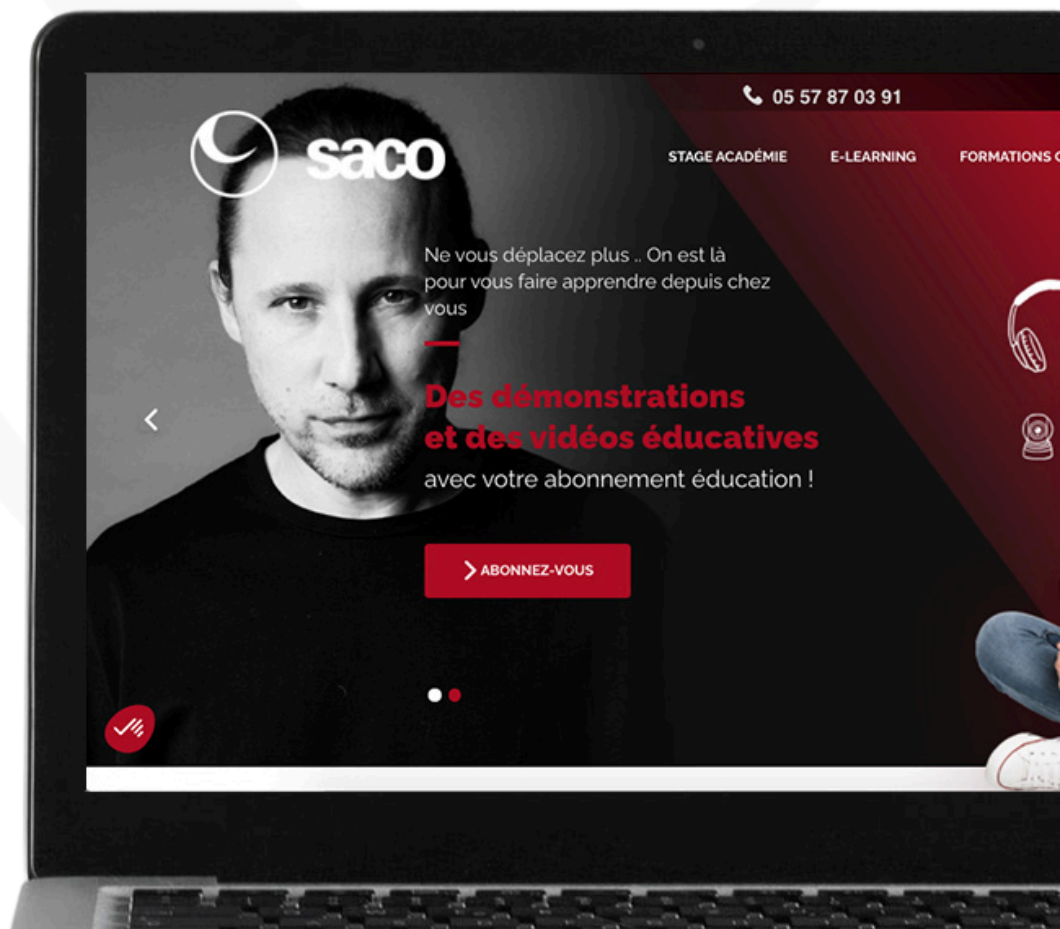 05 57 87 03 91
saco
STAGE ACADÉMIE E-LEARNING FORMATIONS
Ne vous déplacez plus .. On est là
pour vous faire apprendre depuis chez
vous
Des démonstrations
et des vidéos éducatives
avec votre abonnement éducation !
ABONNEZ-VOUS